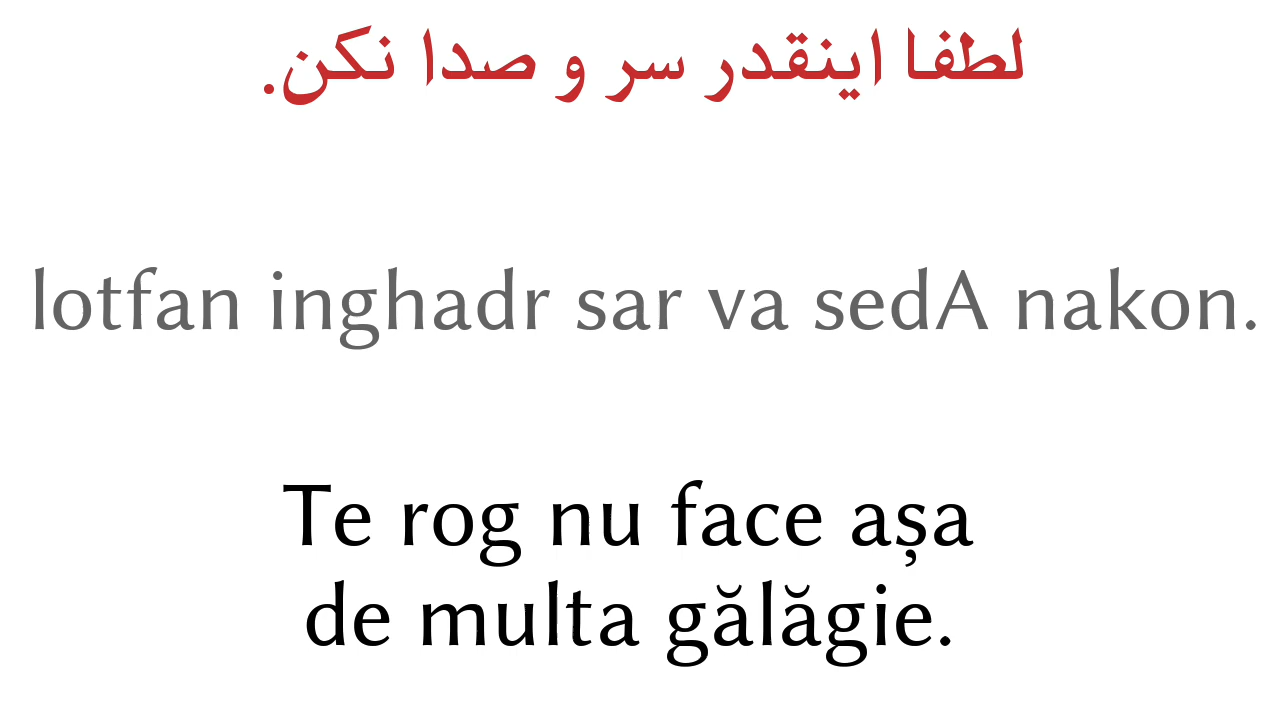 لطفا اینقدر سر و صدا نکن.
lotfan inghadr sar va sedA nakon.
Te rog nu face așa
de multa gălăgie.